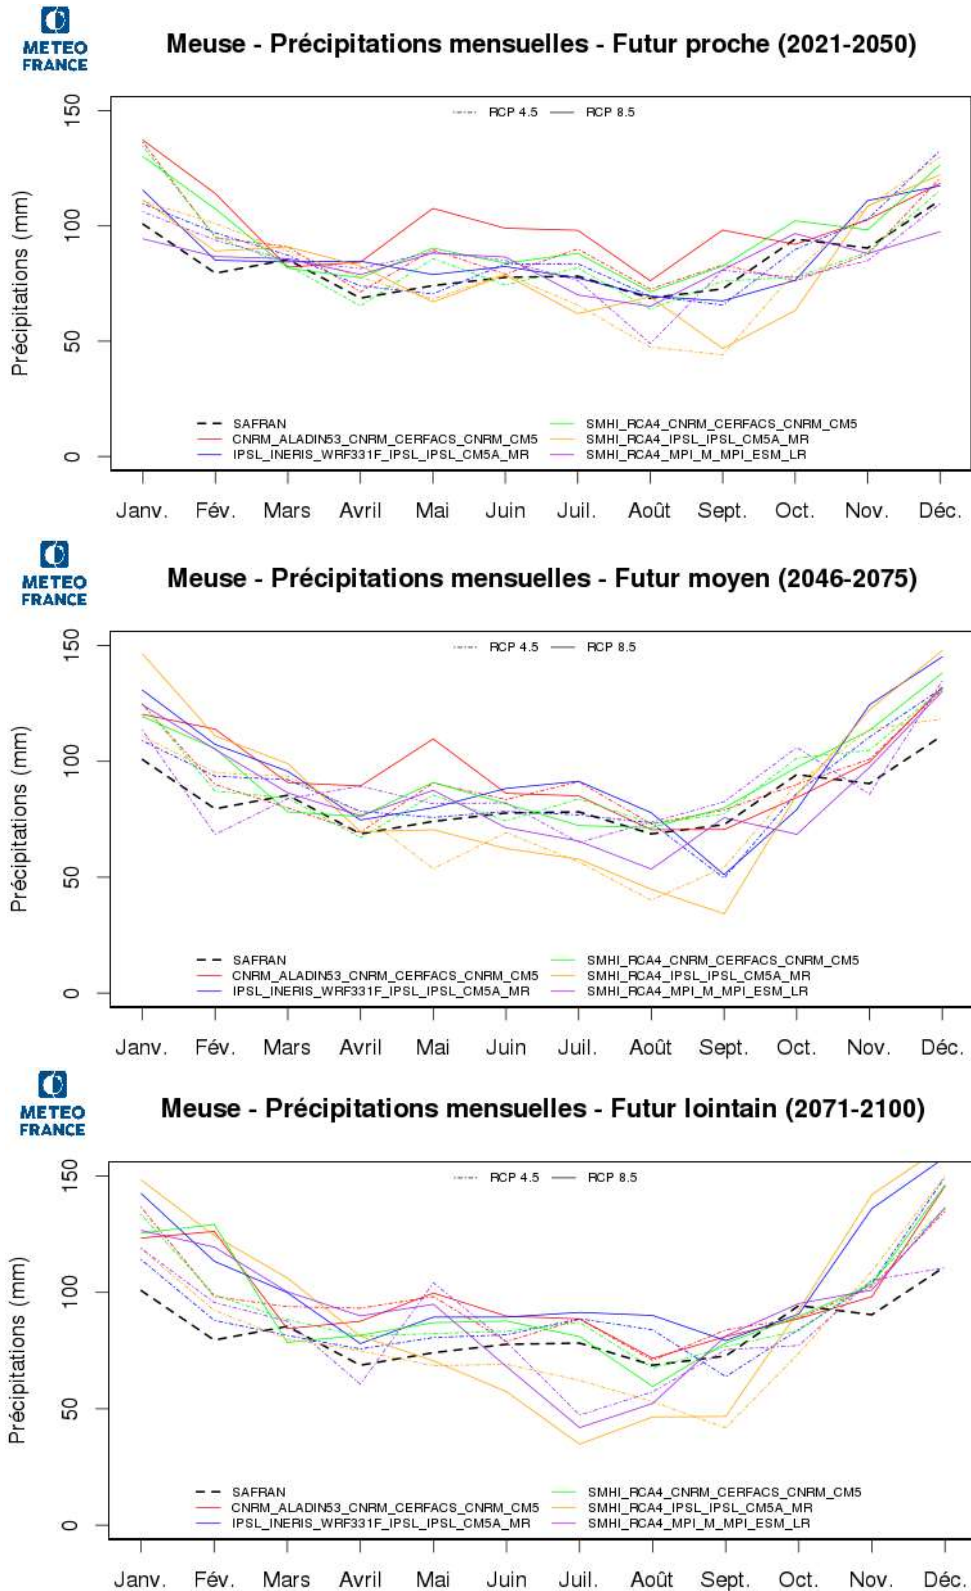 METEO
FRANCE
Meuse - Précipitations mensuelles - Futur proche (2021-2050)
Précipitations (mm)
150
100
50
0
RCP 4.5
RCP 8.5
SAFRAN
CNRM_ALADIN53_CNRM_CERFACS_CNRM_CM5
IPSL_INERIS_WRF331F_IPSL_IPSL_CM5A_MR
SMHI_RCA4_CNRM_CERFACS_CNRM_CM5
SMHI_RCA4_IPSL_IPSL_CM5A_MR
SMHI_RCA4_MPI_M_MPI_ESM_LR
Janv. Fév. Mars Avril Mai Juin Juil. Août Sept. Oct. Nov. Déc.
METEO
FRANCE
Meuse - Précipitations mensuelles - Futur moyen (2046-2075)
Précipitations (mm)
150
100
50
0
RCP 4.5
RCP 8.5
SAFRAN
CNRM_ALADIN53_CNRM_CERFACS_CNRM_CM5
IPSL_INERIS_WRF331F_IPSL_IPSL_CM5A_MR
SMHI_RCA4_CNRM_CERFACS_CNRM_CM5
SMHI_RCA4_IPSL_IPSL_CM5A_MR
SMHI_RCA4_MPI_M_MPI_ESM_LR
Janv. Fév. Mars Avril Mai Juin Juil. Août Sept. Oct. Nov. Déc.
METEO
FRANCE
Meuse - Précipitations mensuelles - Futur lointain (2071-2100)
Précipitations (mm)
150
100
50
0
RCP 4.5
RCP 8.5
SAFRAN
CNRM_ALADIN53_CNRM_CERFACS_CNRM_CM5
IPSL_INERIS_WRF331F_IPSL_IPSL_CM5A_MR
SMHI_RCA4_CNRM_CERFACS_CNRM_CM5
SMHI_RCA4_IPSL_IPSL_CM5A_MR
SMHI_RCA4_MPI_M_MPI_ESM_LR
Janv. Fév. Mars Avril Mai Juin Juil. Août Sept. Oct. Nov. Déc.